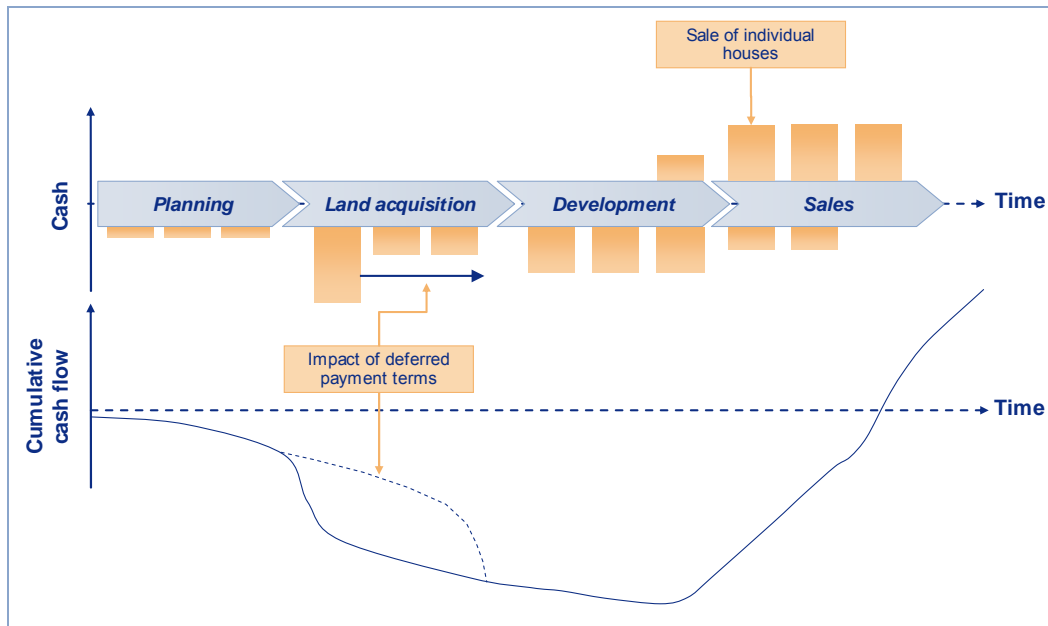 Sale of individual
houses
Cash
Planning
Land acquisition
Development
Sales
Time
Impact of deferred
payment terms
Cumulative
cash flow
Time